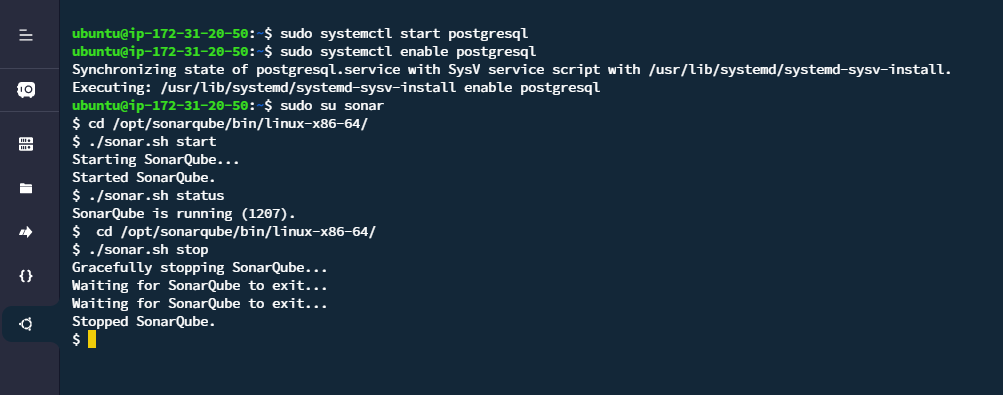 ubuntu@ip-172-31-20-50:~$ sudo systemctl start postgresql
ubuntu@ip-172-31-20-50:~$ sudo systemctl enable postgresql
Synchronizing state of postgresql.service with SysV service script with /usr/lib/systemd/systemd-sysv-install.
Executing: /usr/lib/systemd/systemd-sysv-install enable postgresql
ubuntu@ip-172-31-20-50:~$ sudo su sonar
$ cd /opt/sonarqube/bin/linux-x86-64/
$ ./sonar.sh start
Starting SonarQube...
Started SonarQube.
$ ./sonar.sh status
SonarQube is running (1207).
$  cd /opt/sonarqube/bin/linux-x86-64/
$ ./sonar.sh stop
Gracefully stopping SonarQube...
Waiting for SonarQube to exit...
Waiting for SonarQube to exit...
Stopped SonarQube.
$